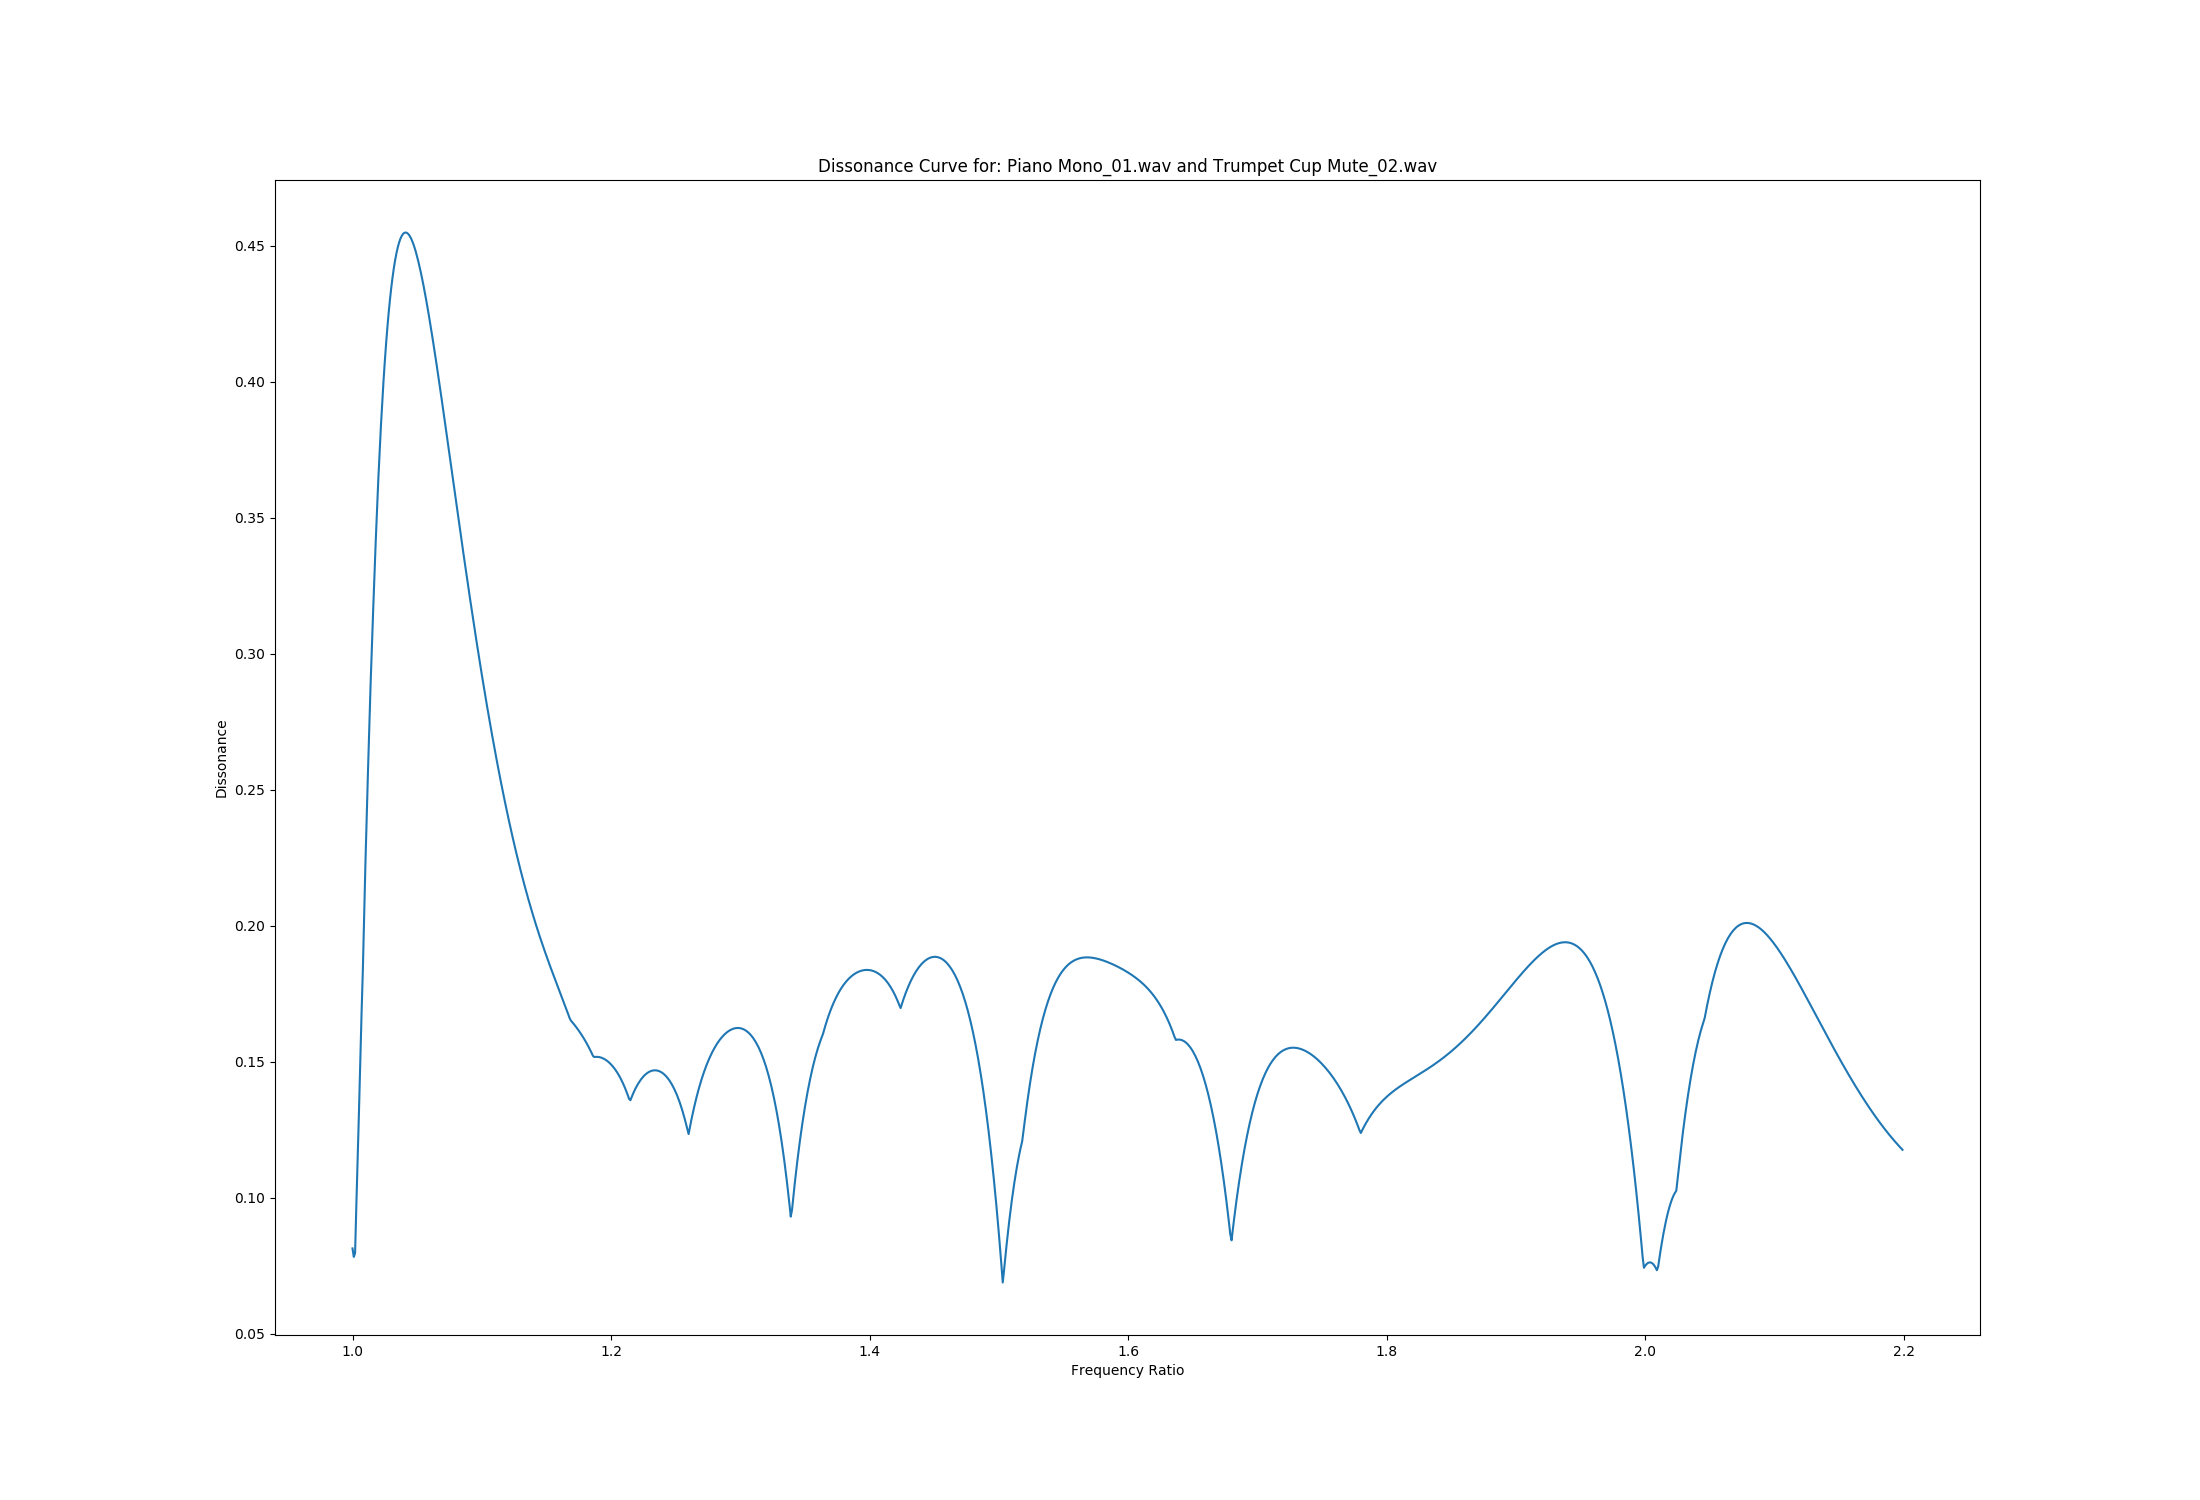 Dissonance Curve for: Piano Mono_01.wav and Trumpet Cup Mute_02.wav
Dissonance
0.45
0.40
0.35
0.30
0.25
0.20
0.15
0.10
0.05
1.0 1.2 1.4 1.6 1.8 2.0 2.2
Frequency Ratio